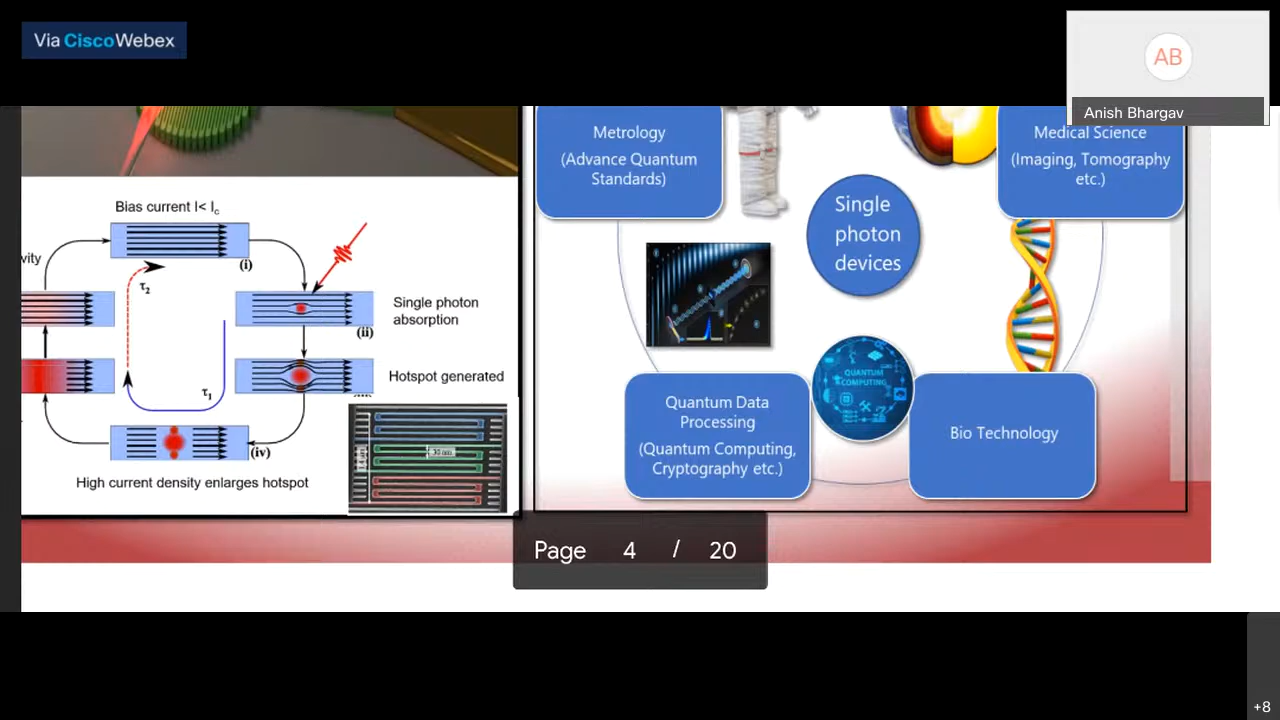 Via CiscoWebex
AB
Anish Bhargav
Bias current I< Ic
(i)
vity
τ2
Single photon
absorption
(ii)
Hotspot generated
τ1
(iv)
30 nm
High current density enlarges hotspot
Metrology
(Advance Quantum
Standards)
Medical Science
(Imaging, Tomography
etc.)
Single
photon
devices
QUANTUM
COMPUTING
Quantum Data
Processing
(Quantum Computing,
Cryptography etc.)
Bio Technology
Page 4 / 20
+8